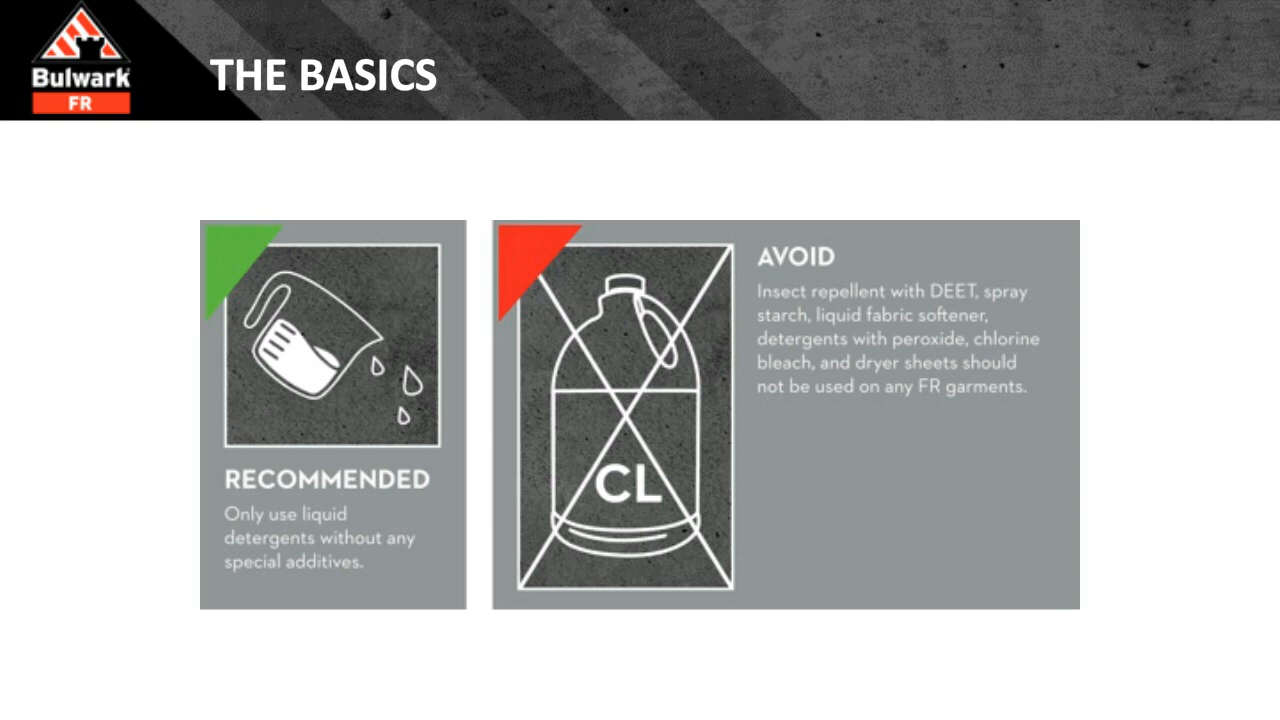 Bulwark
FR
THE BASICS
RECOMMENDED
Only use liquid
detergents without any
special additives.
CL
AVOID
Insect repellent with DEET, spray
starch, liquid fabric softener,
detergents with peroxide, chlorine
bleach, and dryer sheets should
not be used on any FR garments.